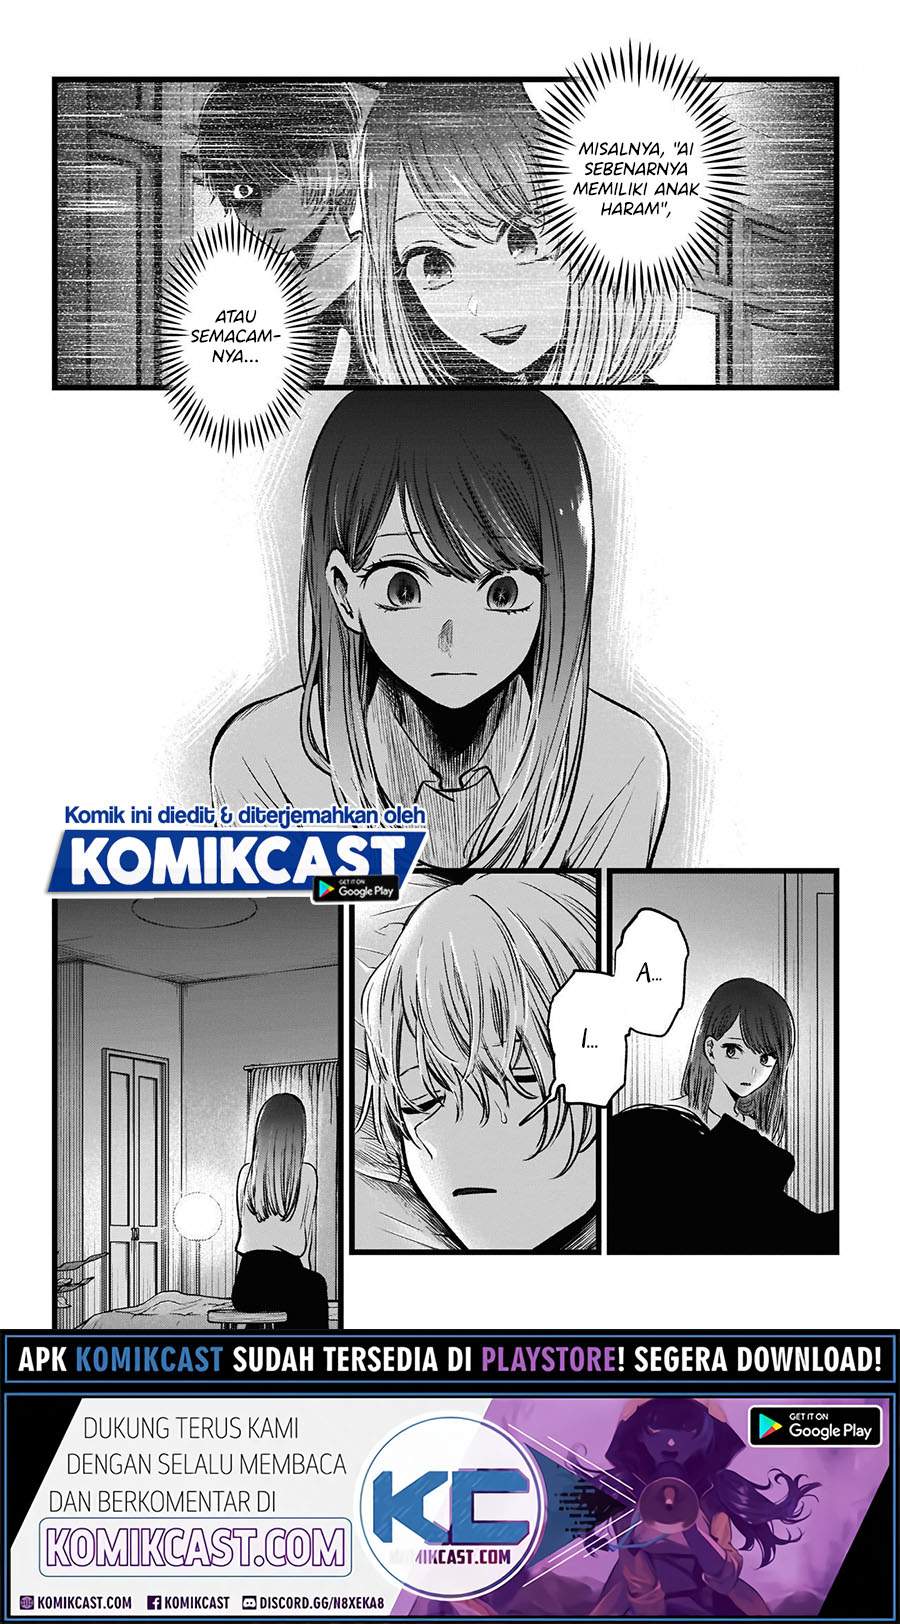 MISALNYA, "AI
SEBENARNYA
MEMILIKI ANAK
HARAM",
ATAU
SEMACAM-
NYA...
Komik ini diedit & diterjemahkan oleh
KOMIKCAST
GET IT ON
Google Play
A...
I...
APK KOMIKCAST SUDAH TERSEDIA DI PLAYSTORE! SEGERA DOWNLOAD!
DUKUNG TERUS KAMI
DENGAN SELALU MEMBACA
DAN BERKOMENTAR DI
KOMIKCAST.COM
KOMIKCAST.COM
KOMIKCAST
DISCORD.GG/N8XEKA8
KC
KOMIKCAST.COM
GET IT ON
Google Play